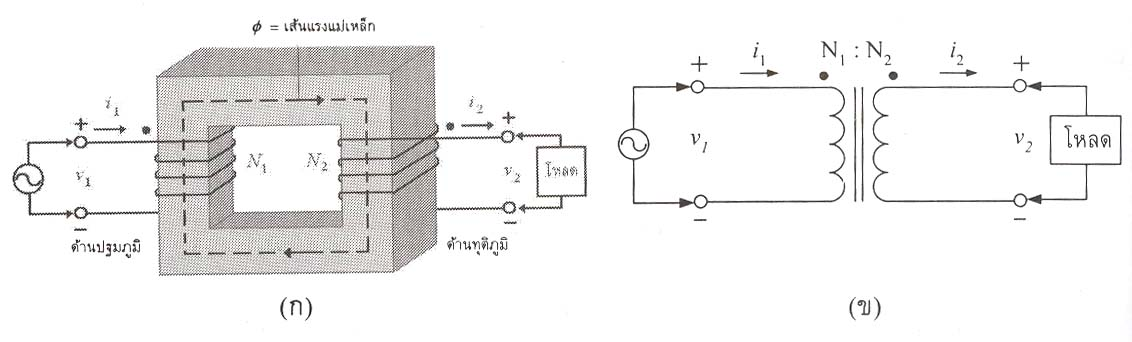 ϕ = เส้นแรงแม่เหล็ก
i1
i2
+
+
N1
N2
v1
v2
โหลด
−
−
ด้านปฐมภูมิ
ด้านทุติภูมิ
(ก)
i1
N1 : N2
i2
+
+
v1
v2
โหลด
−
−
(ข)